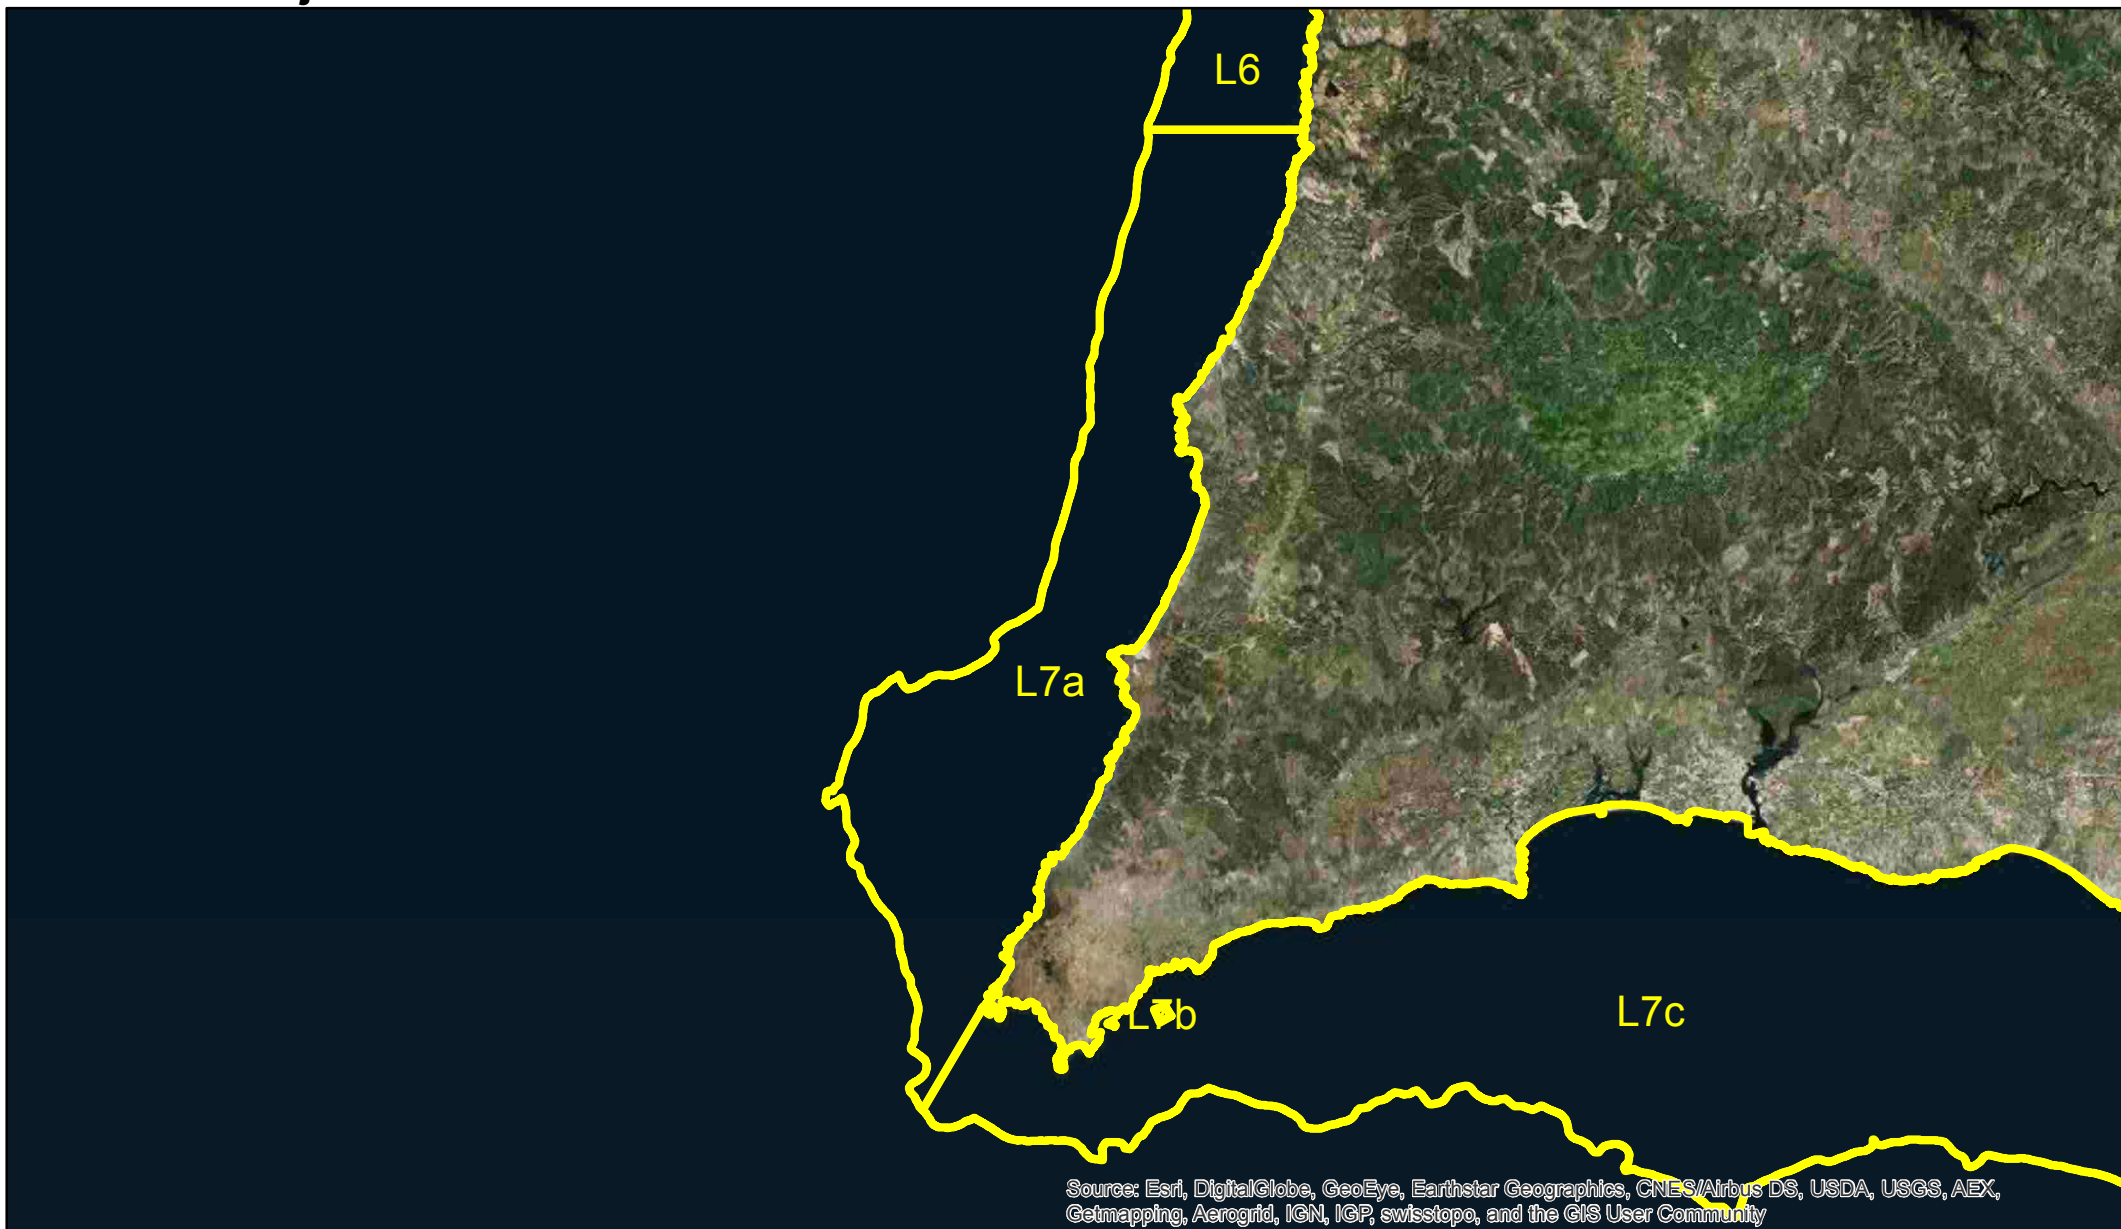 L6
L7a
L7b
L7c
Source: Esri, DigitalGlobe, GeoEye, Earthstar Geographics, CNES/Airbus DS, USDA, USGS, AEX,
Getmapping, Aerogrid, IGN, IGP, swisstopo, and the GIS User Community